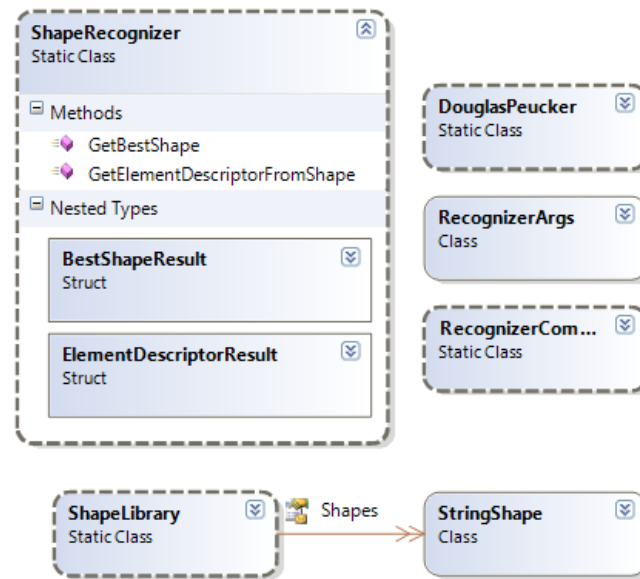 ShapeRecognizer
Static Class
Methods
GetBestShape
GetElementDescriptorFromShape
Nested Types
BestShapeResult
Struct
ElementDescriptorResult
Struct
DouglasPeucker
Static Class
RecognizerArgs
Class
RecognizerCom...
Static Class
ShapeLibrary
Static Class
Shapes
StringShape
Class